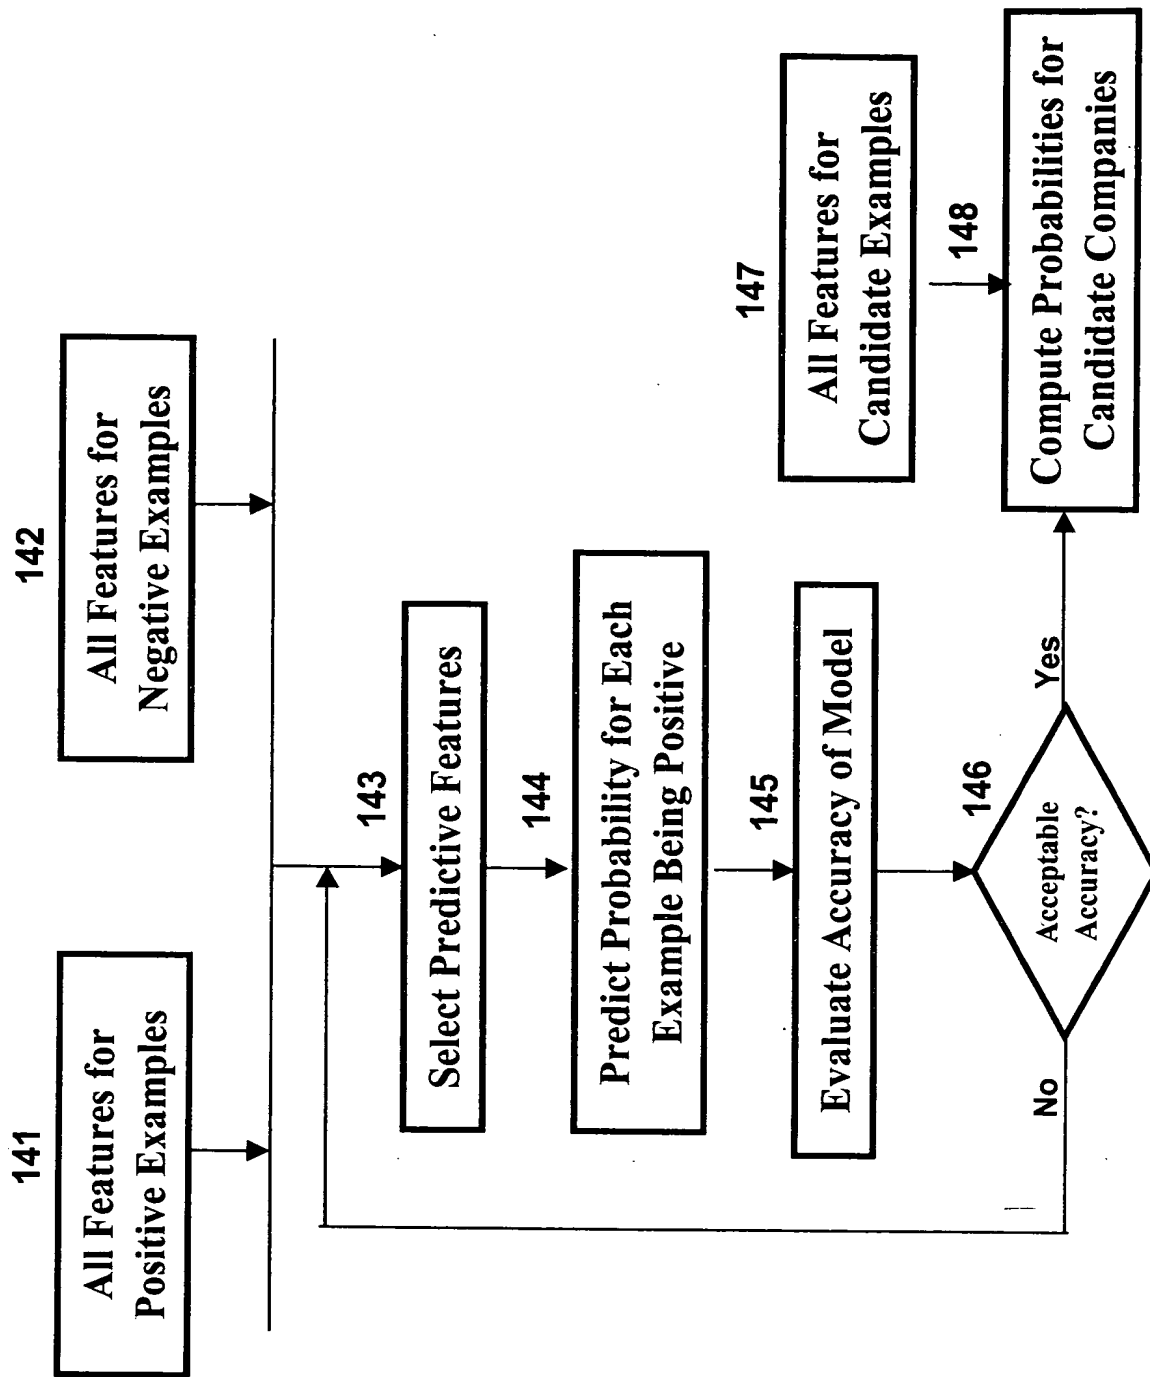 141
All Features for
Positive Examples
142
All Features for
Negative Examples
143
Select Predictive Features
144
Predict Probability for Each
Example Being Positive
145
Evaluate Accuracy of Model
146
Acceptable
Accuracy?
No
Yes
147
All Features for
Candidate Examples
148
Compute Probabilities for
Candidate Companies